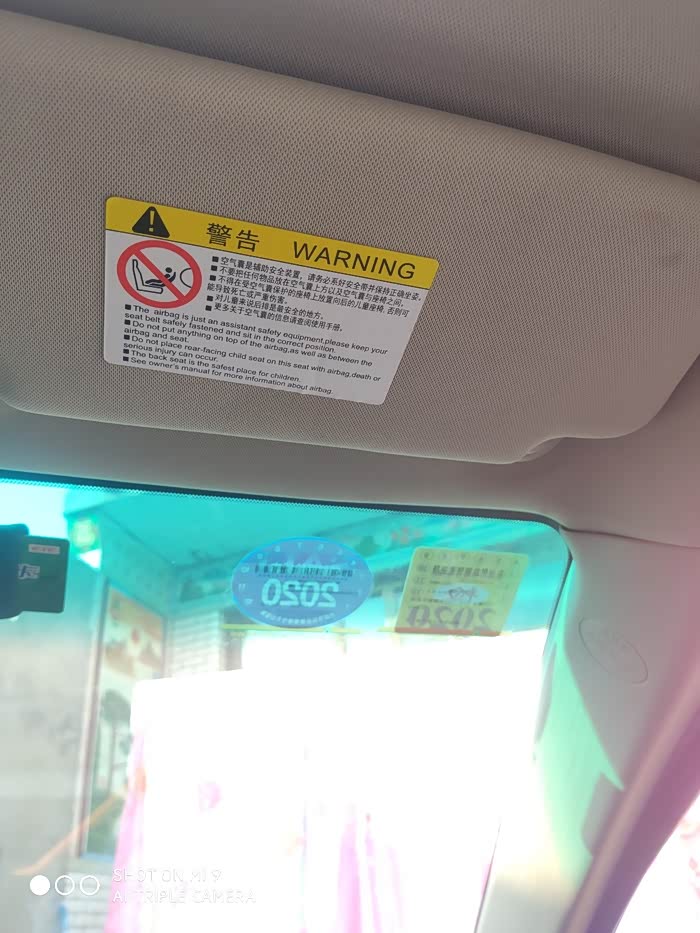 警告 WARNING
■ 空气囊是辅助安全装置，请务必系好安全带并保持正确坐姿。
■ 不要把任何物品放在空气囊上方以及空气囊与座椅之间。
■ 不得在受空气囊保护的座椅上放置向后的儿童座椅，否则可
能导致死亡或严重伤害。
■ 对儿童来说后排是最安全的地方。
■ 更多关于空气囊的信息请查阅使用手册。
■ The airbag is just an assistant safety equipment,please keep your
seat belt safely fastened and sit in the correct position
■ Do not put anything on top of the airbag,as well as between the
airbag and seat.
■ Do not place rear-facing child seat on this seat with airbag,death or
serious injury can occur.
■ The back seat is the safest place for children.
■ See owner's manual for more information about airbag.
2020
2020
SHOT ON MI 9
AI TRIPLE CAMERA